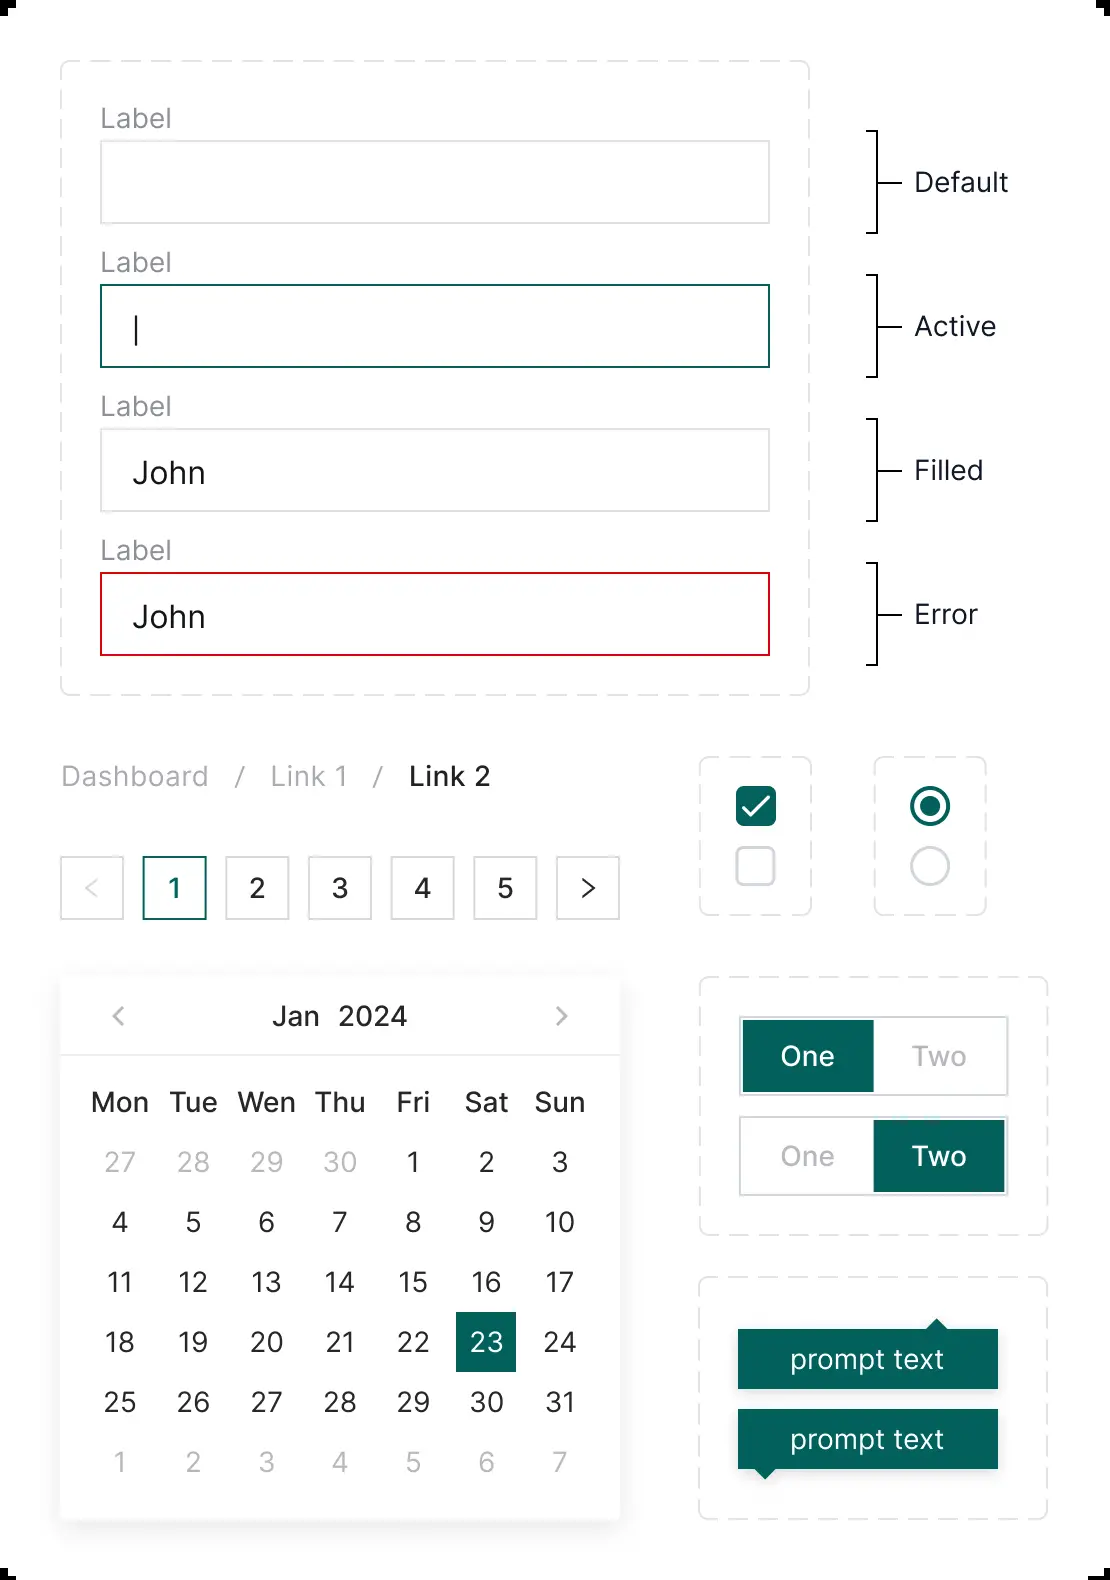 Label
Default
Label
Active
Label
John
Filled
Label
John
Error
Dashboard / Link 1 / Link 2
< 1 2 3 4 5 >
Jan 2024
Mon Tue Wen Thu Fri Sat Sun
27 28 29 30 1 2 3
4 5 6 7 8 9 10
11 12 13 14 15 16 17
18 19 20 21 22 23 24
25 26 27 28 29 30 31
1 2 3 4 5 6 7
One Two
One Two
prompt text
prompt text